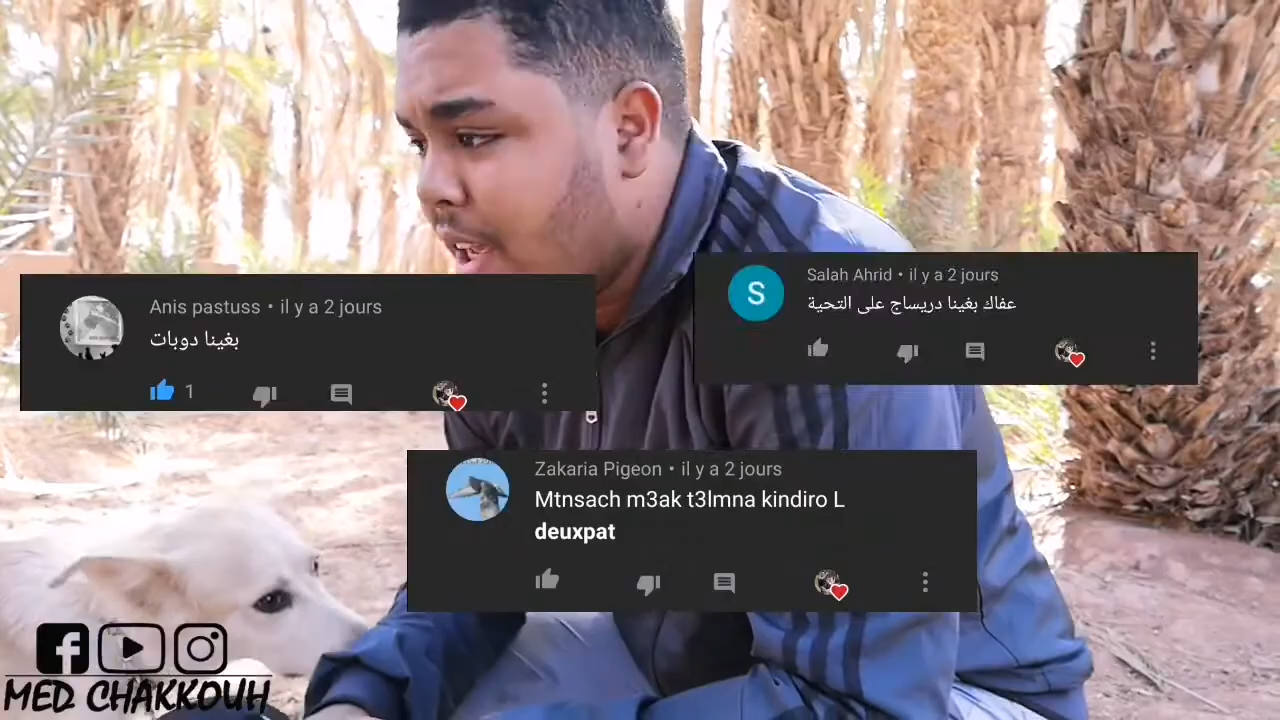 Anis pastuss • il y a 2 jours
بغينا دوبات
1
Salah Ahrid • il y a 2 jours
S
عفاك بغينا دريساج على التحية
Zakaria Pigeon • il y a 2 jours
Mtnsach m3ak t3lmna kindiro L
deuxpat
MED CHAKKOUH